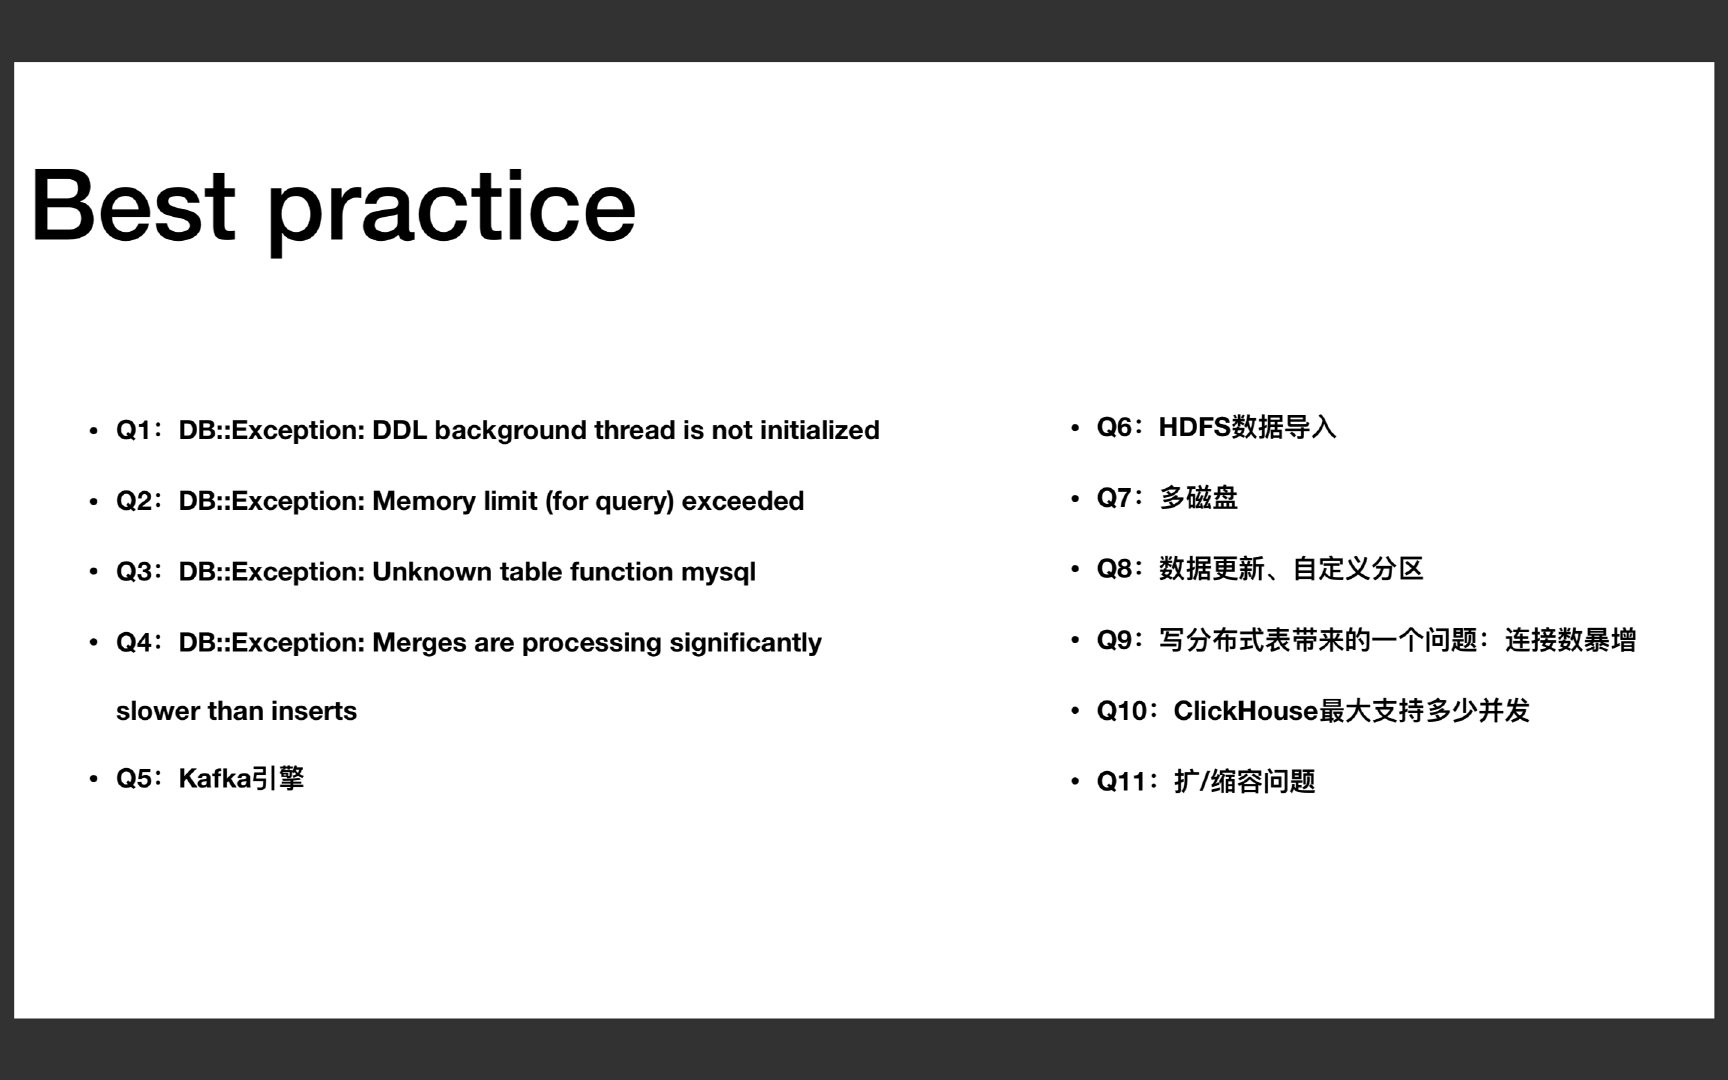 Best practice
• Q1：DB::Exception: DDL background thread is not initialized
• Q2：DB::Exception: Memory limit (for query) exceeded
• Q3：DB::Exception: Unknown table function mysql
• Q4：DB::Exception: Merges are processing significantly
slower than inserts
• Q5：Kafka引擎
• Q6：HDFS数据导入
• Q7：多磁盘
• Q8：数据更新、自定义分区
• Q9：写分布式表带来的一个问题：连接数暴增
• Q10：ClickHouse最大支持多少并发
• Q11：扩/缩容问题